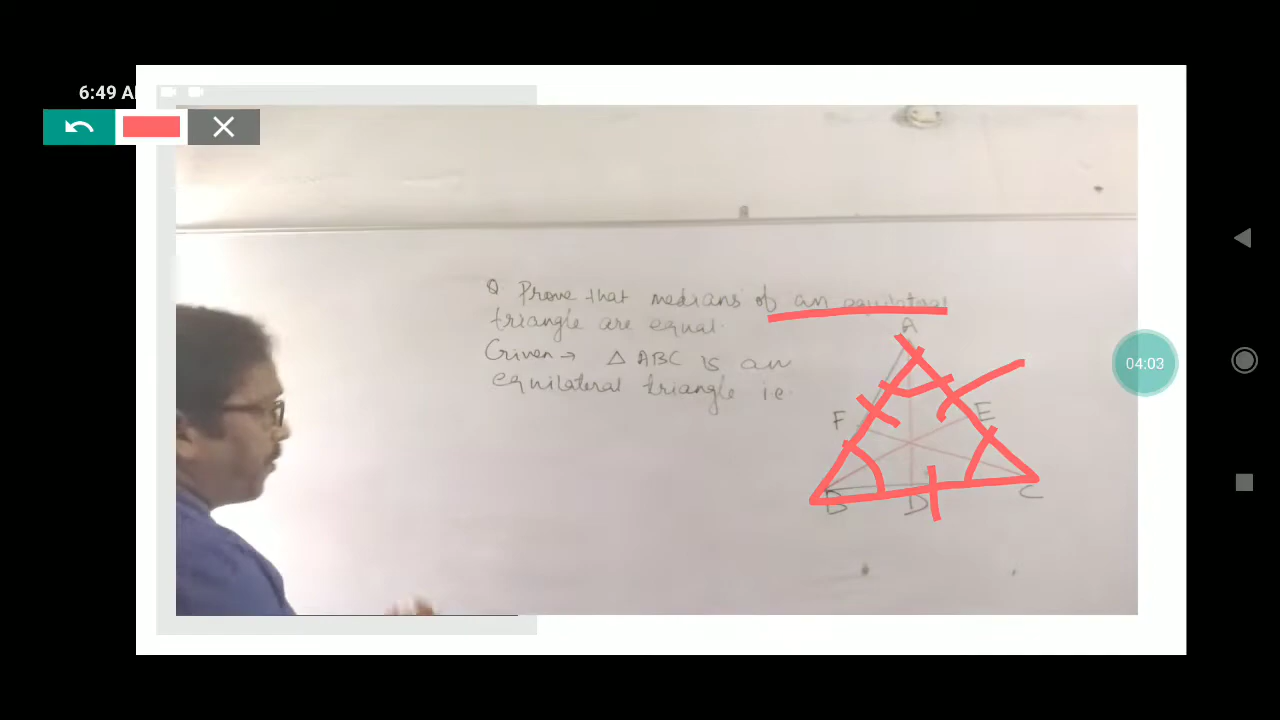 6:49 A
Q Prove that medians of an equilateral
triangle are equal.
Given → △ ABC is an
equilateral triangle i.e.
A
04:03
F
E
B
D
C